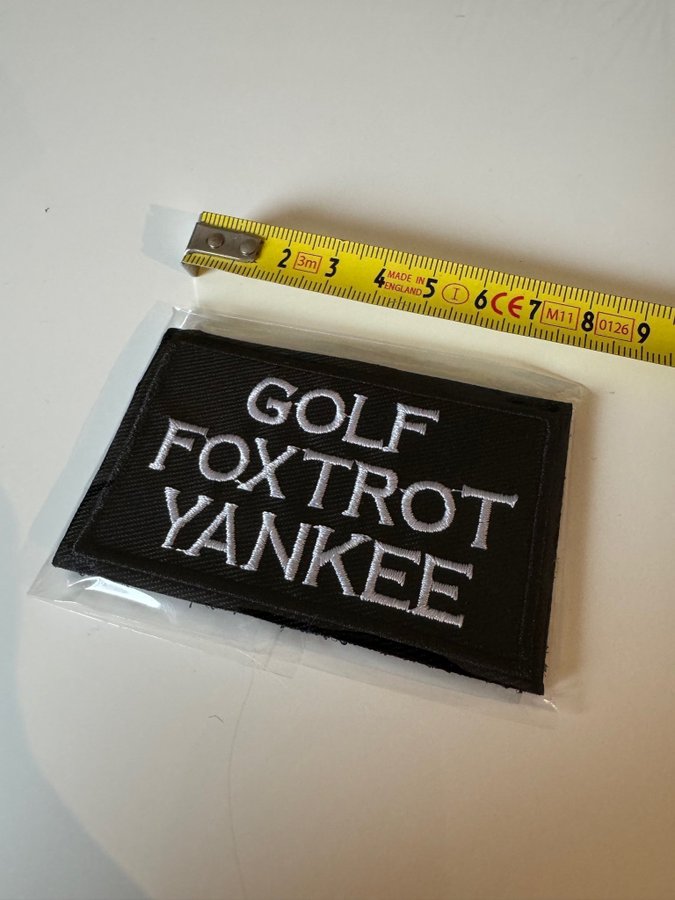 2 3m 3 4 MADE IN ENGLAND 5 I 6 CE 7 M11 8 0126 9
GOLF
FOXTROT
YANKEE